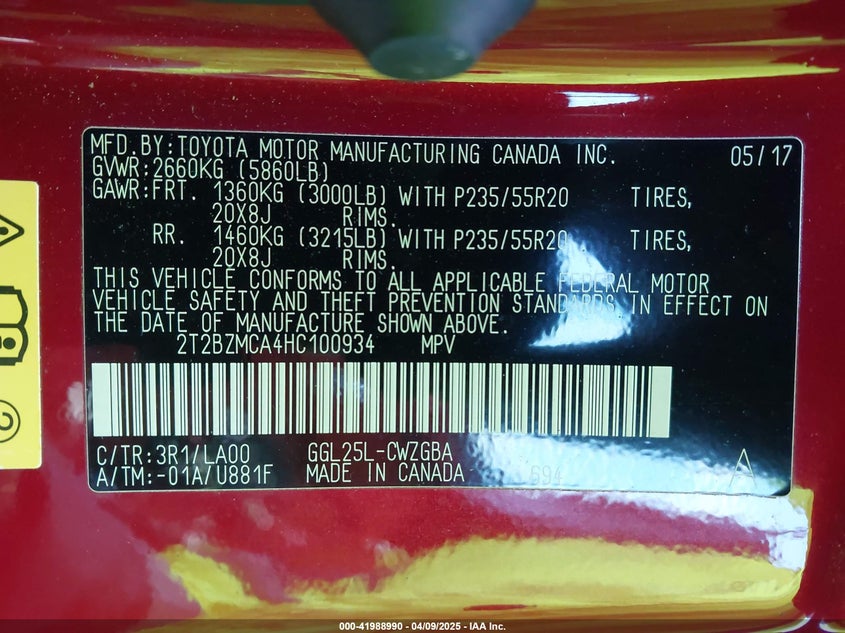 MFD.BY:TOYOTA MOTOR MANUFACTURING CANADA INC. 05/17
GVWR:2660KG (5860LB)
GAWR:FRT. 1360KG (3000LB) WITH P235/55R20 TIRES,
20X8J RIMS.
RR. 1460KG (3215LB) WITH P235/55R20 TIRES,
20X8J RIMS.
THIS VEHICLE CONFORMS TO ALL APPLICABLE FEDERAL MOTOR
VEHICLE SAFETY AND THEFT PREVENTION STANDARDS IN EFFECT ON
THE DATE OF MANUFACTURE SHOWN ABOVE.
2T2BZMCA4HC100934 MPV
C/TR:3R1/LA00 GGL25L-CWZGBA
A/TM:-01A/U881F MADE IN CANADA 694 A
000-41988990 - 04/09/2025 - IAA Inc.